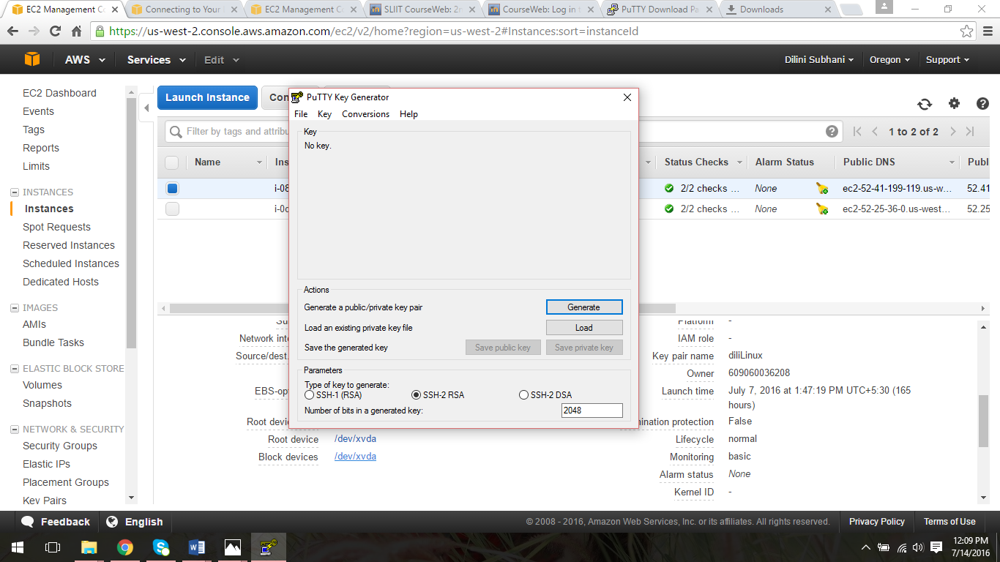 EC2 Management Co
Connecting to Your
EC2 Management Co
SLIIT CourseWeb: 2n
CourseWeb: Log in t
PuTTY Download Pa
Downloads
https://us-west-2.console.aws.amazon.com/ec2/v2/home?region=us-west-2#Instances:sort=instanceId
AWS Services Edit Dilini Subhani Oregon Support
EC2 Dashboard
Events
Tags
Reports
Limits
INSTANCES
Instances
Spot Requests
Reserved Instances
Scheduled Instances
Dedicated Hosts
IMAGES
AMIs
Bundle Tasks
ELASTIC BLOCK STORE
Volumes
Snapshots
NETWORK & SECURITY
Security Groups
Elastic IPs
Placement Groups
Key Pairs
Launch Instance Con
Filter by tags and attribu 1 to 2 of 2
Name Ins Status Checks Alarm Status Public DNS Publ
i-08 2/2 checks ... None ec2-52-41-199-119.us-w... 52.41
i-0c 2/2 checks ... None ec2-52-25-36-0.us-west... 52.25
PuTTY Key Generator
File Key Conversions Help
Key
No key.
Actions
Generate a public/private key pair Generate
Load an existing private key file Load
Save the generated key Save public key Save private key
Parameters
Type of key to generate:
SSH-1 (RSA) SSH-2 RSA SSH-2 DSA
Number of bits in a generated key: 2048
Network inte
Source/dest.
EBS-opt
Root devic
Root device /dev/xvda
Block devices /dev/xvda
Platform -
IAM role -
Key pair name diliLinux
Owner 609060036208
Launch time July 7, 2016 at 1:47:19 PM UTC+5:30 (165
hours)
mination protection False
Lifecycle normal
Monitoring basic
Alarm status None
Kernel ID -
Feedback English © 2008 - 2016, Amazon Web Services, Inc. or its affiliates. All rights reserved. Privacy Policy Terms of Use
12:09 PM
7/14/2016